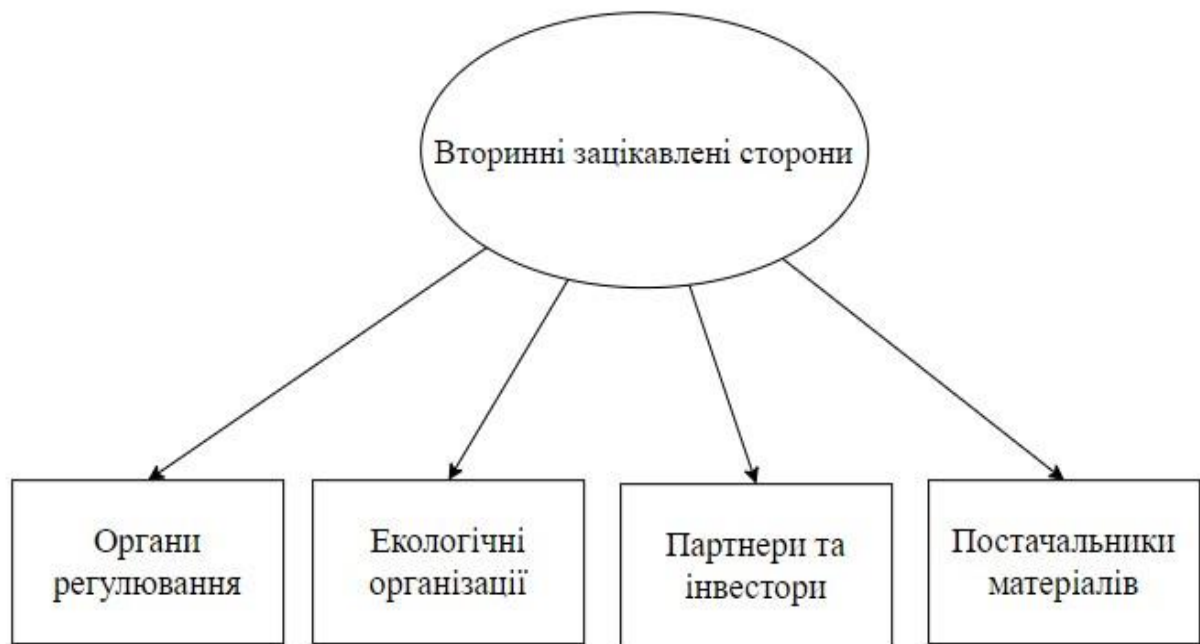 Вторинні зацікавлені сторони
Органи
регулювання
Екологічні
організації
Партнери та
інвестори
Постачальники
матеріалів